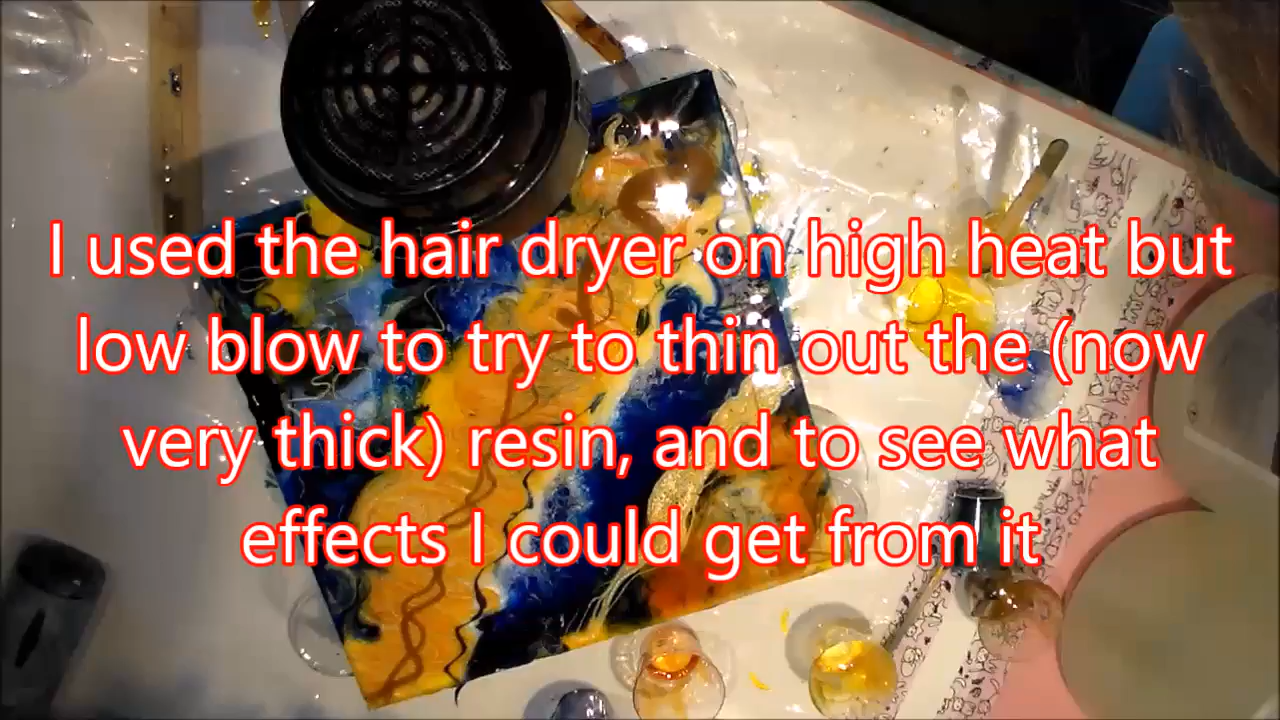 I used the hair dryer on high heat but
low blow to try to thin out the (now
very thick) resin, and to see what
effects I could get from it